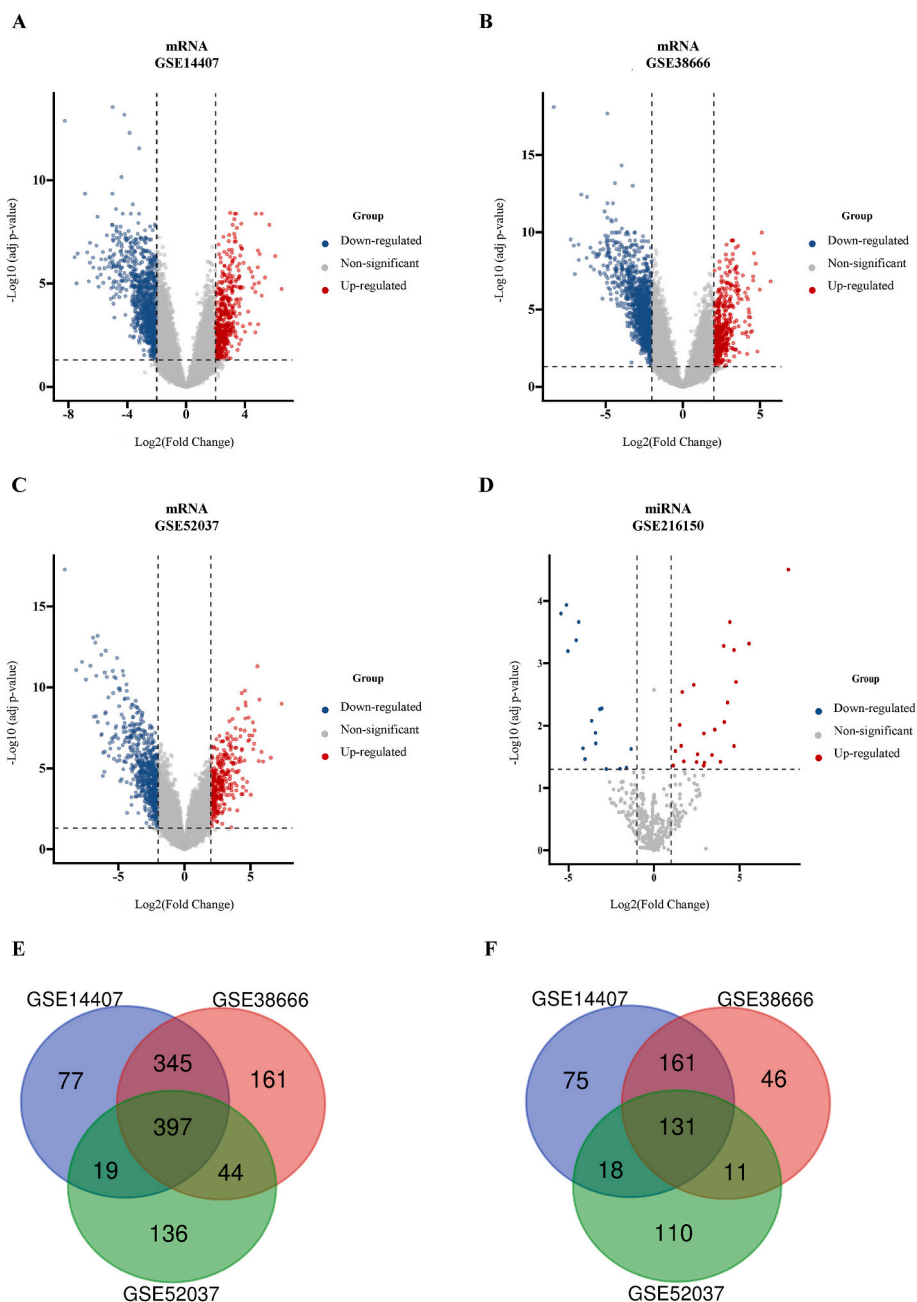 A
mRNA
GSE14407
-Log10 (adj p-value)
10
5
0
-8
-4
0
4
Log2(Fold Change)
Group
Down-regulated
Non-significant
Up-regulated
B
mRNA
GSE38666
-Log10 (adj p-value)
15
10
5
0
-5
0
5
Log2(Fold Change)
Group
Down-regulated
Non-significant
Up-regulated
C
mRNA
GSE52037
-Log10 (adj p-value)
15
10
5
0
-5
0
5
Log2(Fold Change)
Group
Down-regulated
Non-significant
Up-regulated
D
miRNA
GSE216150
-Log10 (adj p-value)
4
3
2
1
0
-5
0
5
Log2(Fold Change)
Group
Down-regulated
Non-significant
Up-regulated
E
GSE14407
GSE38666
77
345
161
397
19
44
136
GSE52037
F
GSE14407
GSE38666
75
161
46
131
18
11
110
GSE52037